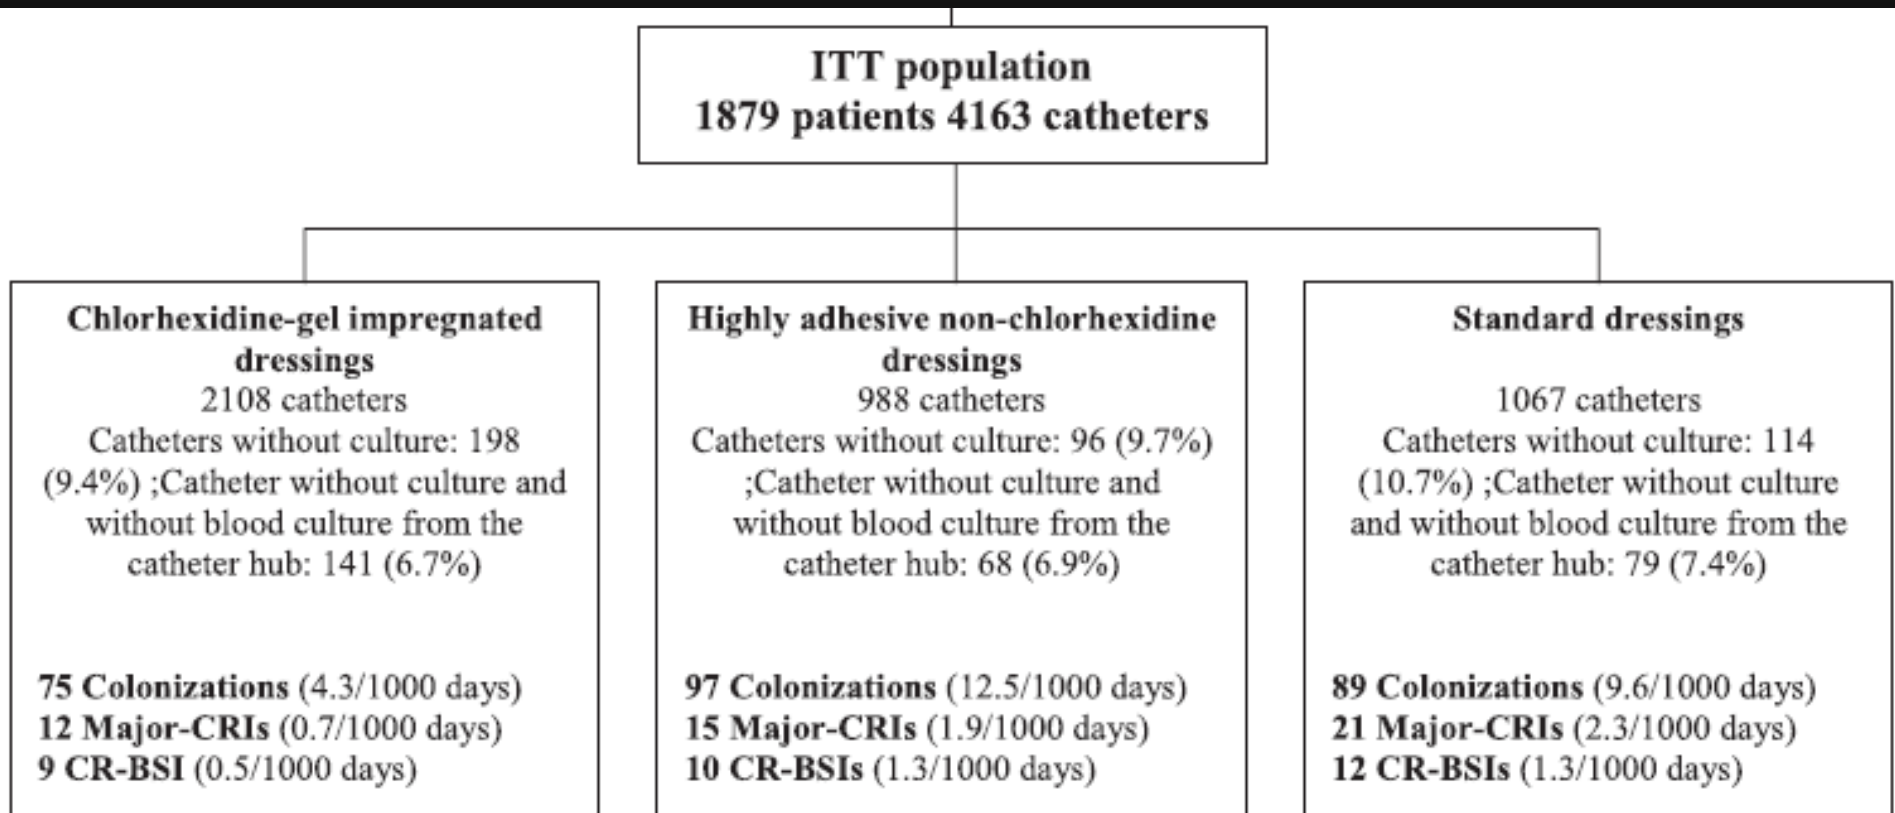 ITT population
1879 patients 4163 catheters
Chlorhexidine-gel impregnated
dressings
2108 catheters
Catheters without culture: 198
(9.4%) ;Catheter without culture and
without blood culture from the
catheter hub: 141 (6.7%)
75 Colonizations (4.3/1000 days)
12 Major-CRIs (0.7/1000 days)
9 CR-BSI (0.5/1000 days)
Highly adhesive non-chlorhexidine
dressings
988 catheters
Catheters without culture: 96 (9.7%)
;Catheter without culture and
without blood culture from the
catheter hub: 68 (6.9%)
97 Colonizations (12.5/1000 days)
15 Major-CRIs (1.9/1000 days)
10 CR-BSIs (1.3/1000 days)
Standard dressings
1067 catheters
Catheters without culture: 114
(10.7%) ;Catheter without culture
and without blood culture from the
catheter hub: 79 (7.4%)
89 Colonizations (9.6/1000 days)
21 Major-CRIs (2.3/1000 days)
12 CR-BSIs (1.3/1000 days)